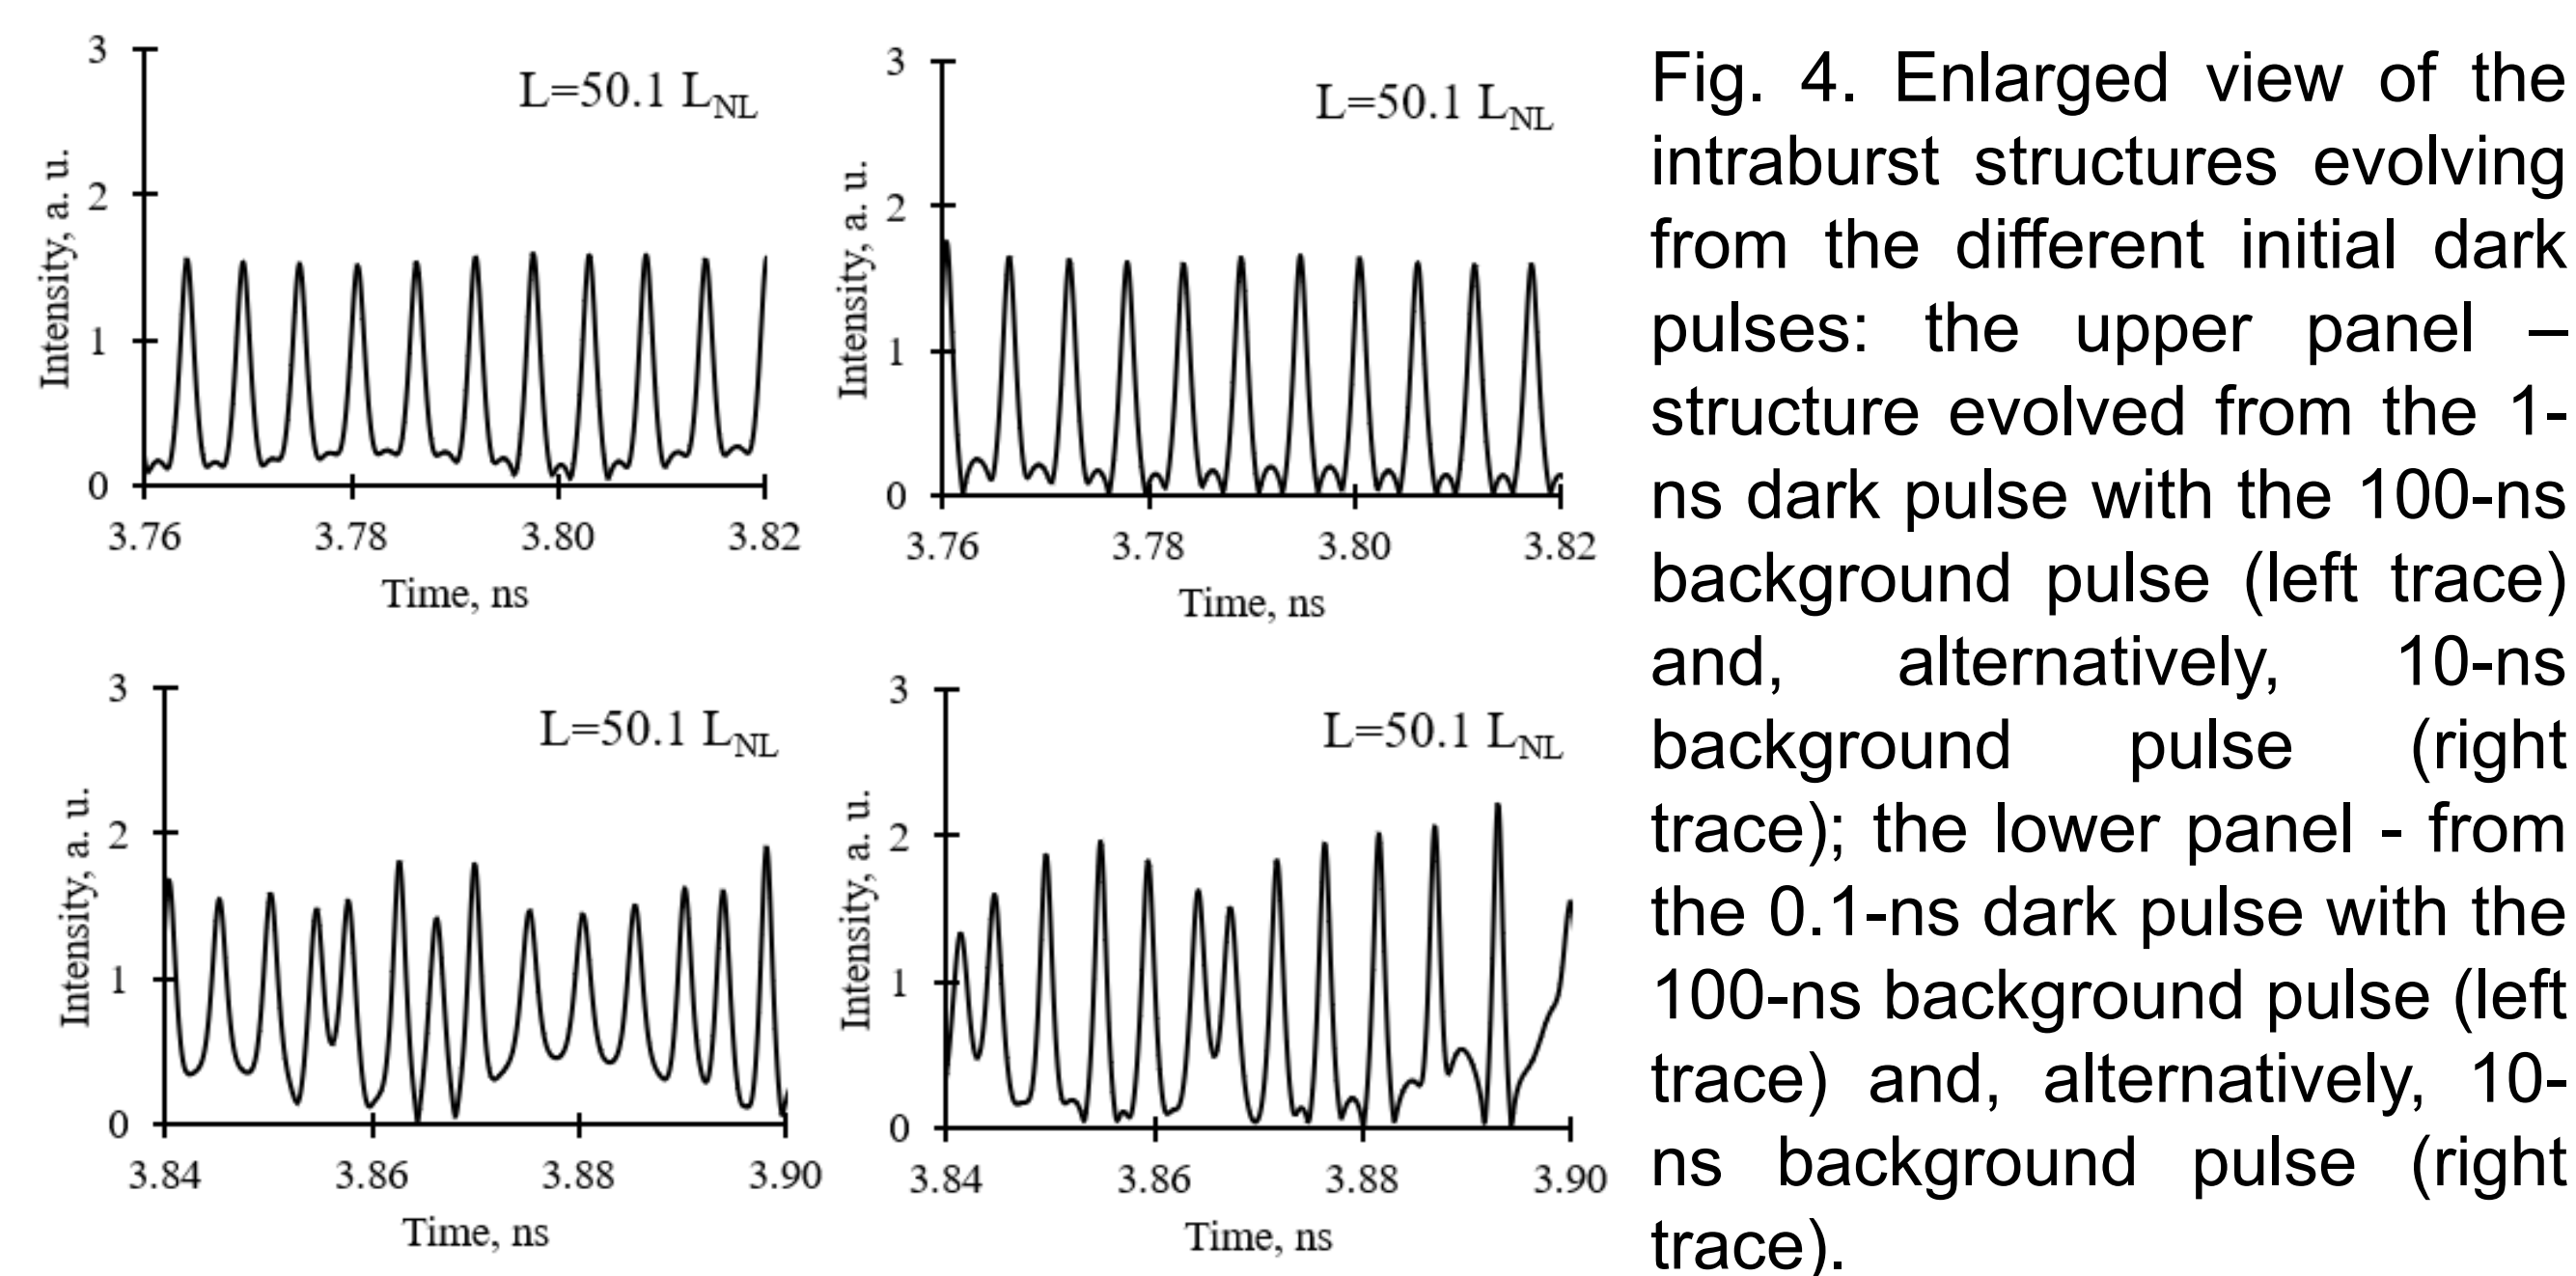 3
2
1
0
Intensity, a. u.
L=50.1 L_NL
3.76 3.78 3.80 3.82
Time, ns
3
2
1
0
Intensity, a. u.
L=50.1 L_NL
3.76 3.78 3.80 3.82
Time, ns
3
2
1
0
Intensity, a. u.
L=50.1 L_NL
3.84 3.86 3.88 3.90
Time, ns
3
2
1
0
Intensity, a. u.
L=50.1 L_NL
3.84 3.86 3.88 3.90
Time, ns
Fig. 4. Enlarged view of the
intraburst structures evolving
from the different initial dark
pulses: the upper panel –
structure evolved from the 1-
ns dark pulse with the 100-ns
background pulse (left trace)
and, alternatively, 10-ns
background pulse (right
trace); the lower panel - from
the 0.1-ns dark pulse with the
100-ns background pulse (left
trace) and, alternatively, 10-
ns background pulse (right
trace).